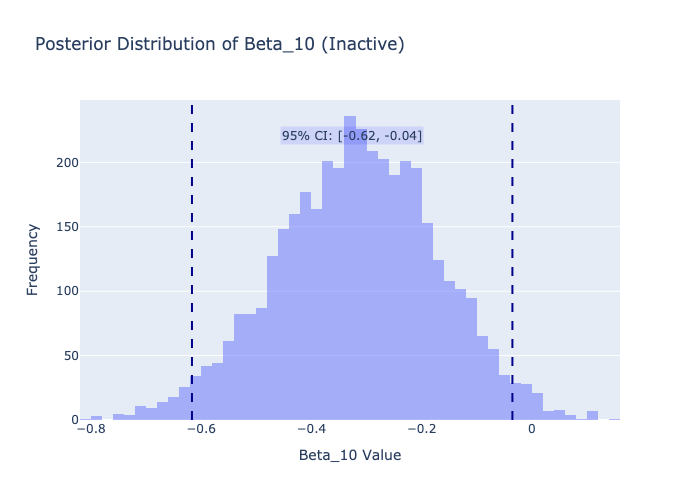 Posterior Distribution of Beta_10 (Inactive)
95% CI: [-0.62, -0.04]
200
150
100
50
0
Frequency
−0.8
−0.6
−0.4
−0.2
0
Beta_10 Value